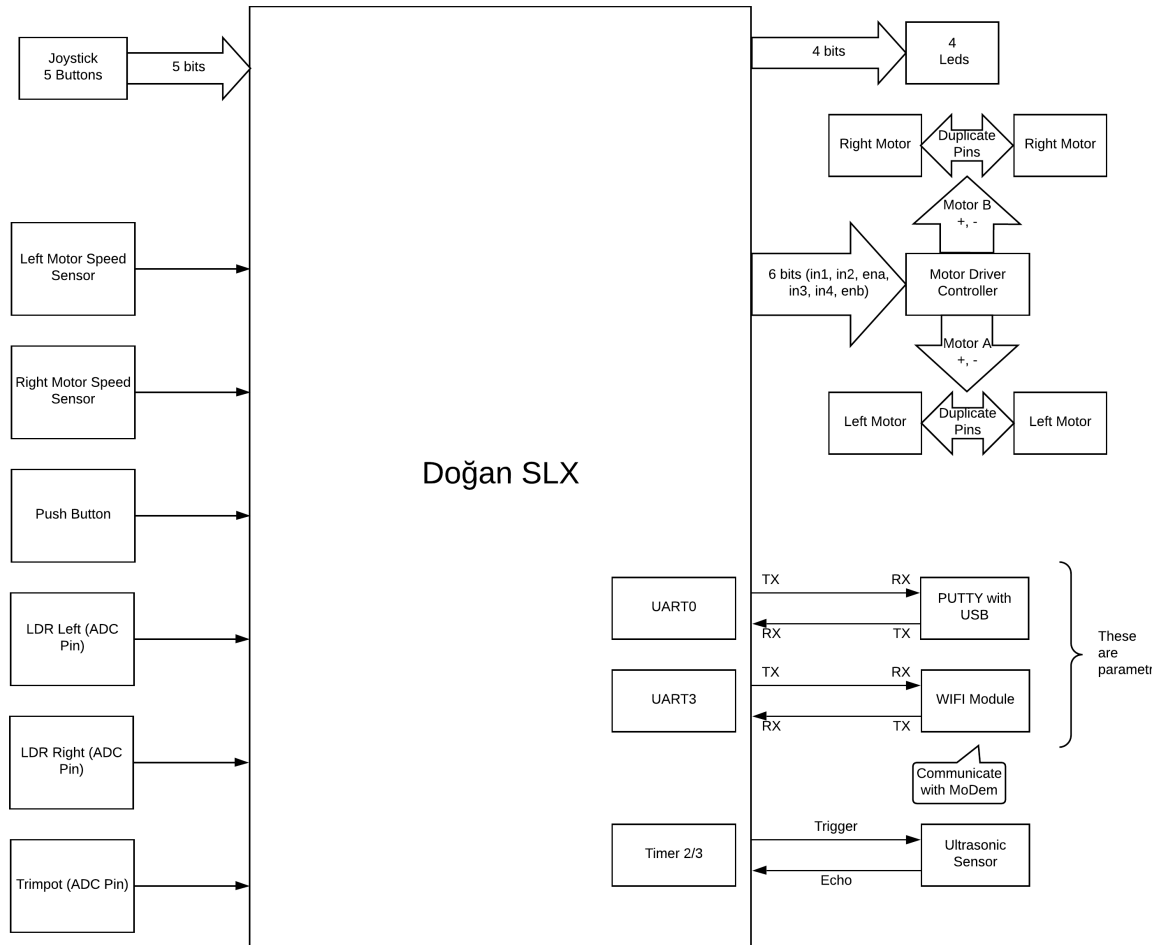 Joystick
5 Buttons
5 bits
4 bits
4
Leds
Right Motor
Duplicate
Pins
Right Motor
Motor B
+, -
Left Motor Speed
Sensor
6 bits (in1, in2, ena,
in3, in4, enb)
Motor Driver
Controller
Motor A
+, -
Right Motor Speed
Sensor
Left Motor
Duplicate
Pins
Left Motor
Doğan SLX
Push Button
UART0
TX
RX
PUTTY with
USB
RX
TX
LDR Left (ADC
Pin)
These
are
parametr
UART3
TX
RX
WIFI Module
RX
TX
LDR Right (ADC
Pin)
Communicate
with MoDem
Timer 2/3
Trigger
Ultrasonic
Sensor
Echo
Trimpot (ADC Pin)